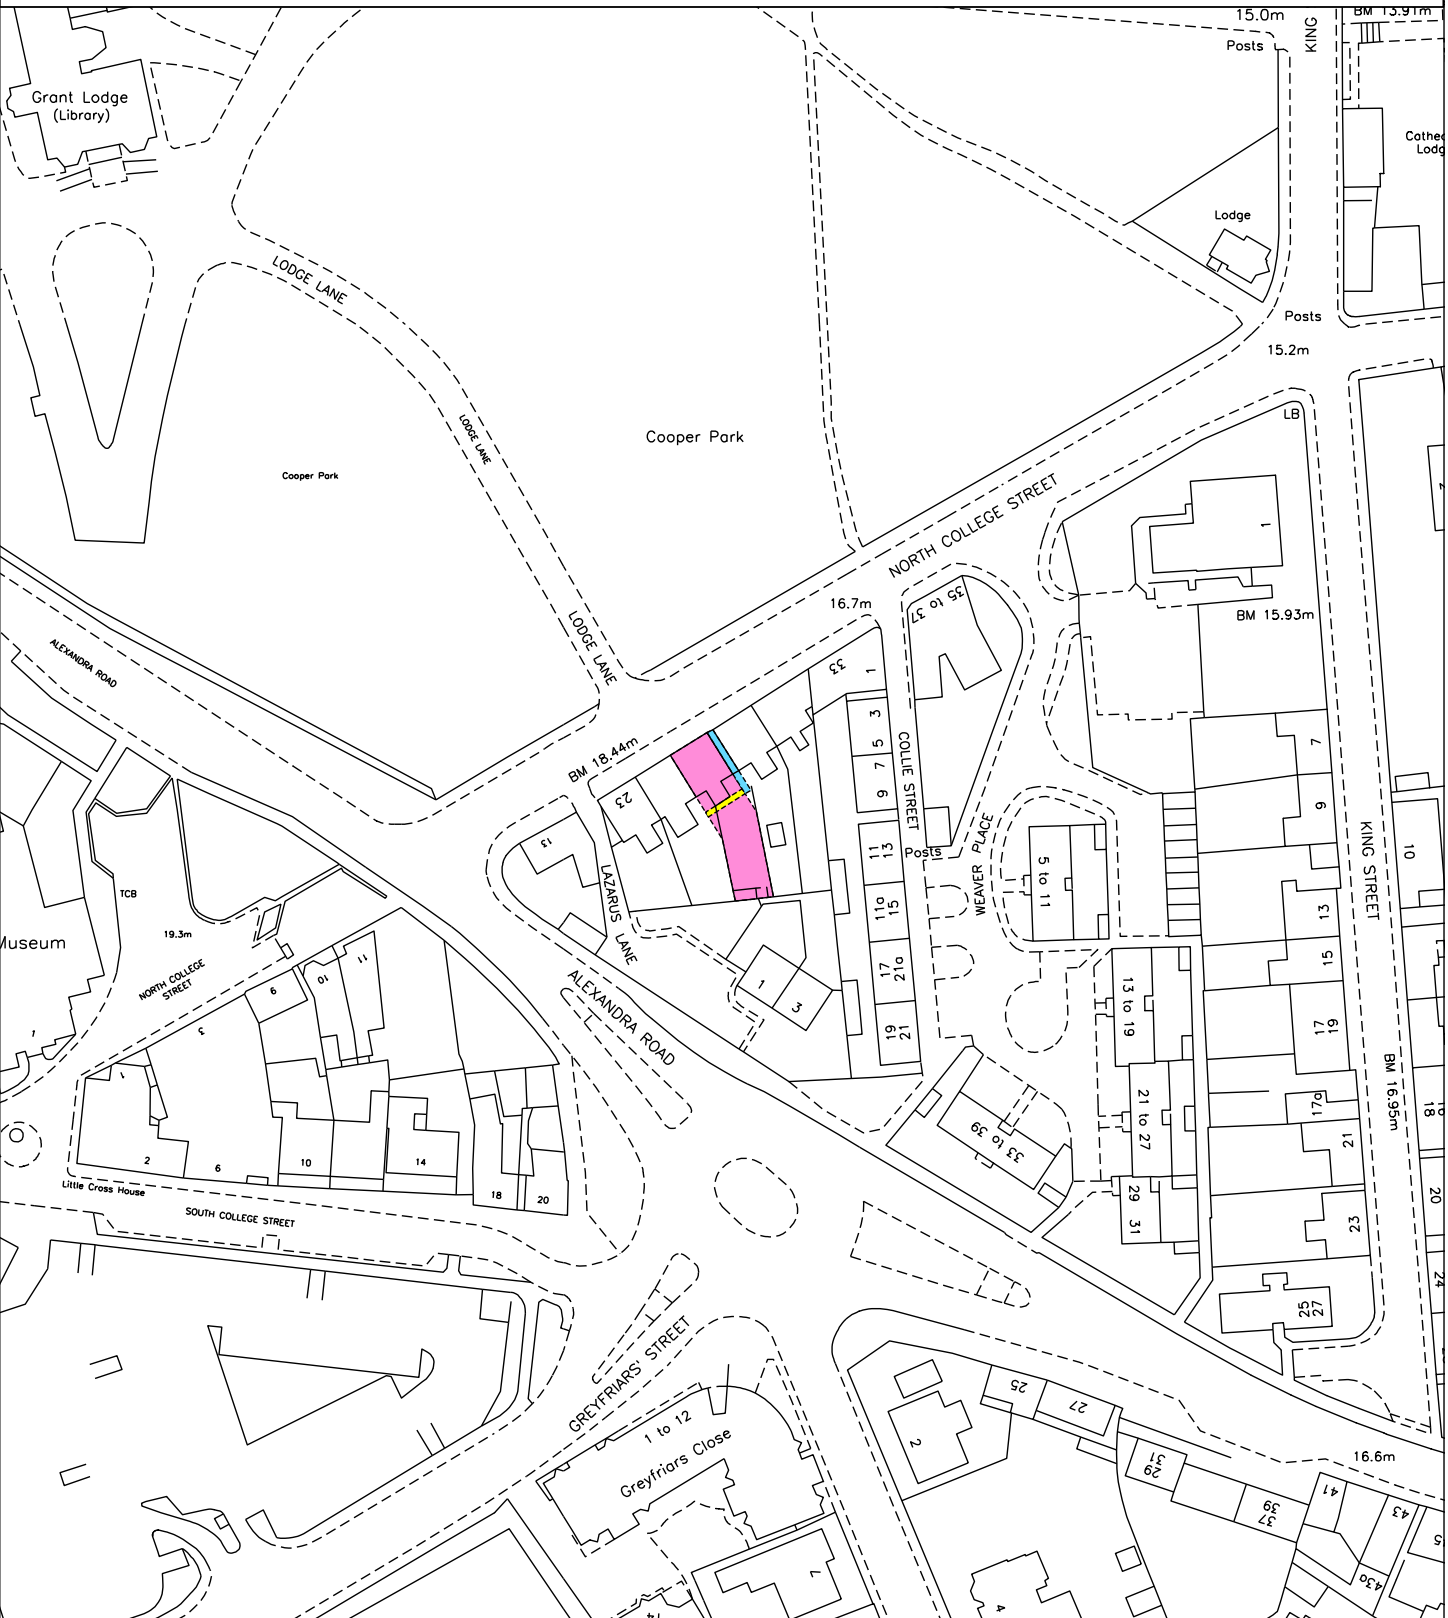 15.0m
BM 13.91m
KING
Posts
Grant Lodge
(Library)
Lodge
LODGE LANE
Posts
15.2m
LODGE LANE
Cooper Park
Cooper Park
LB
NORTH COLLEGE STREET
1
16.7m
35 to 37
BM 15.93m
LODGE LANE
ALEXANDRA ROAD
33
1
3
5
7
9
COLLIE STREET
BM 18.44m
23
13
7
9
KING STREET
10
11
13
Posts
WEAVER PLACE
5 to 11
LAZARUS LANE
11a
15
13
TCB
19.3m
Museum
NORTH COLLEGE
STREET
9
10
11
3
1
17
21a
15
1
3
13 to 19
ALEXANDRA ROAD
19
21
17
19
BM 16.95m
1
2
6
10
14
18
20
33 to 39
21 to 27
17a
21
18
Little Cross House
SOUTH COLLEGE STREET
29
31
23
20
24
25
27
GREYFRIARS' STREET
1 to 12
Greyfriars Close
25
27
2
29
31
16.6m
37
39
41
43
43a
7
4